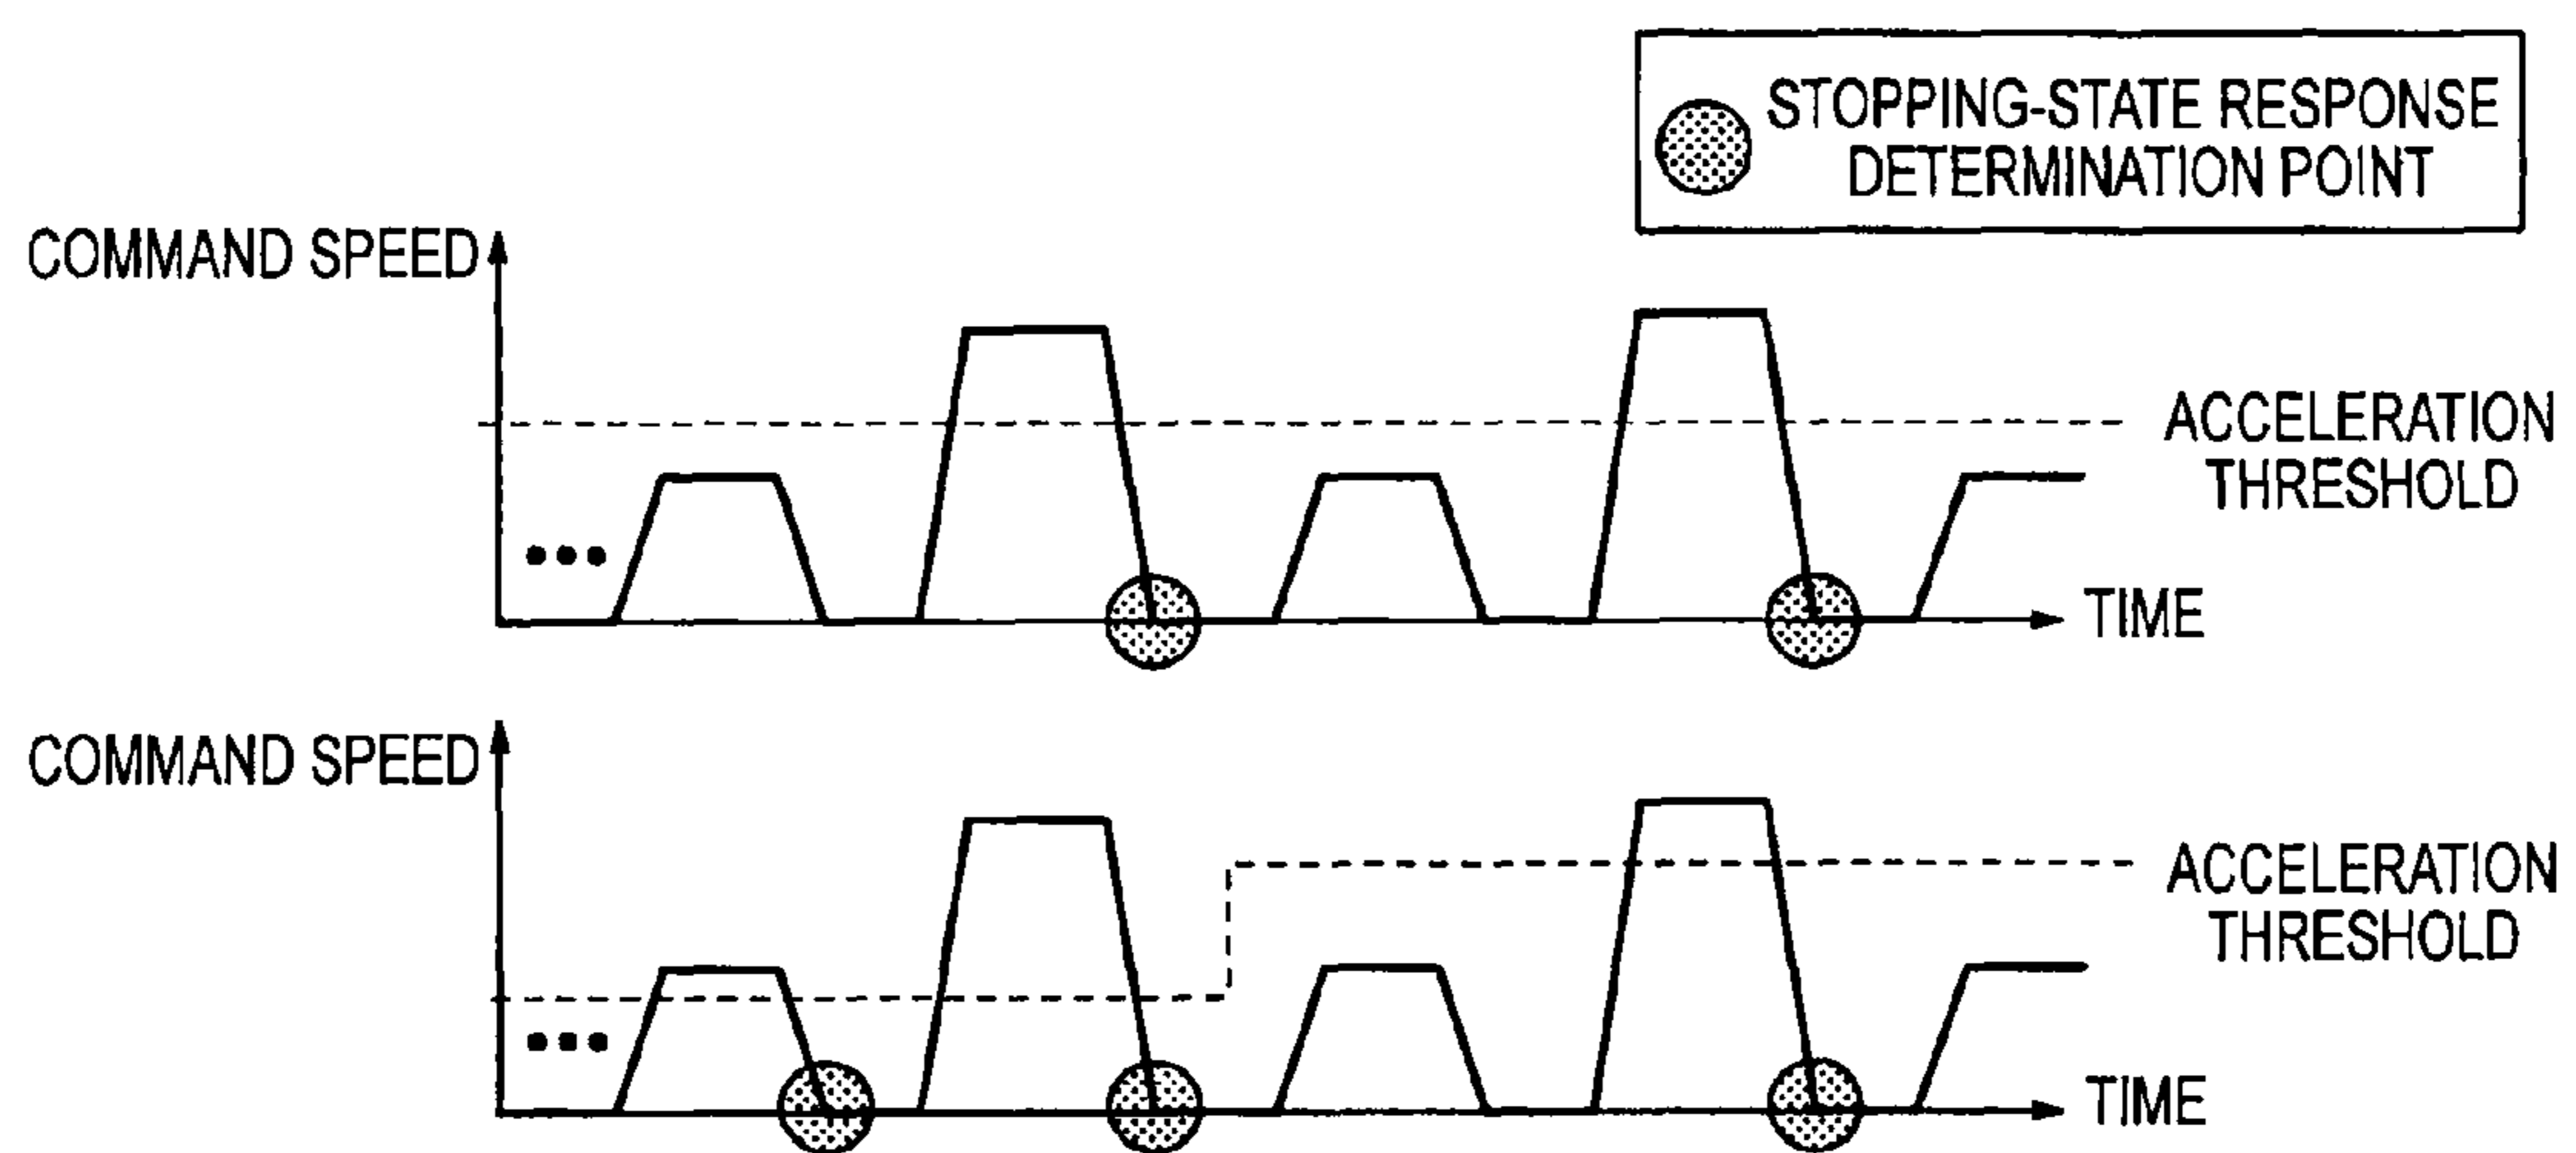 STOPPING-STATE RESPONSE
DETERMINATION POINT
COMMAND SPEED
ACCELERATION
THRESHOLD
TIME
COMMAND SPEED
ACCELERATION
THRESHOLD
TIME